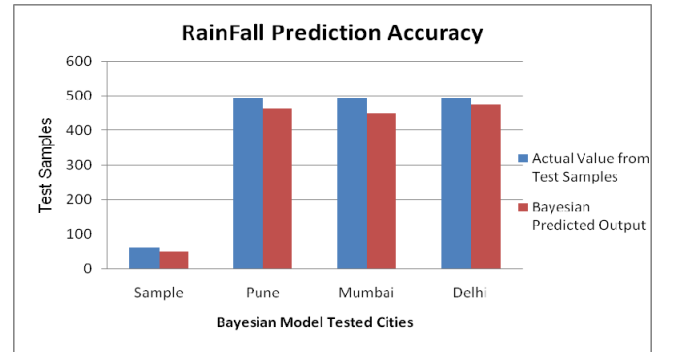 RainFall Prediction Accuracy
600
500
400
300
200
100
0
Test Samples
Sample Pune Mumbai Delhi
Bayesian Model Tested Cities
Actual Value from
Test Samples
Bayesian
Predicted Output